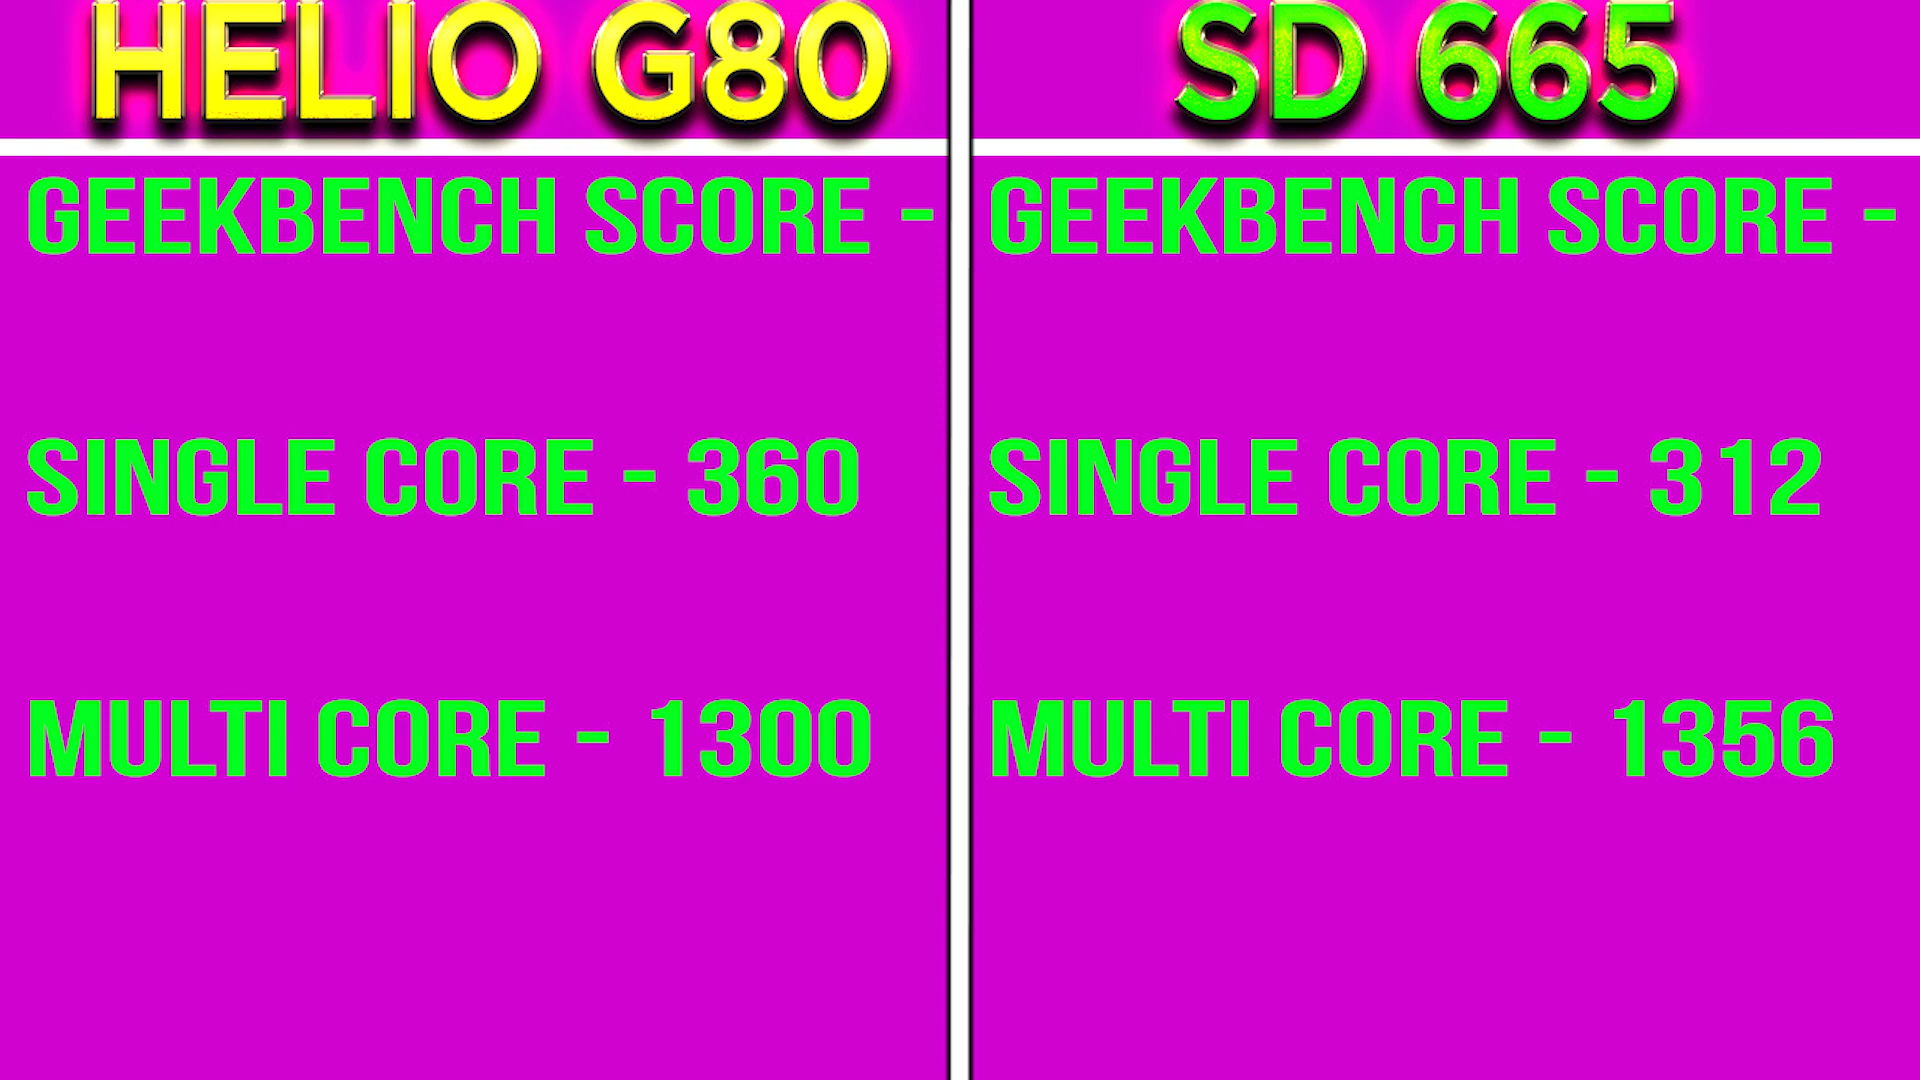 HELIO G80
GEEKBENCH SCORE -
SINGLE CORE - 360
MULTI CORE - 1300
SD 665
GEEKBENCH SCORE -
SINGLE CORE - 312
MULTI CORE - 1356